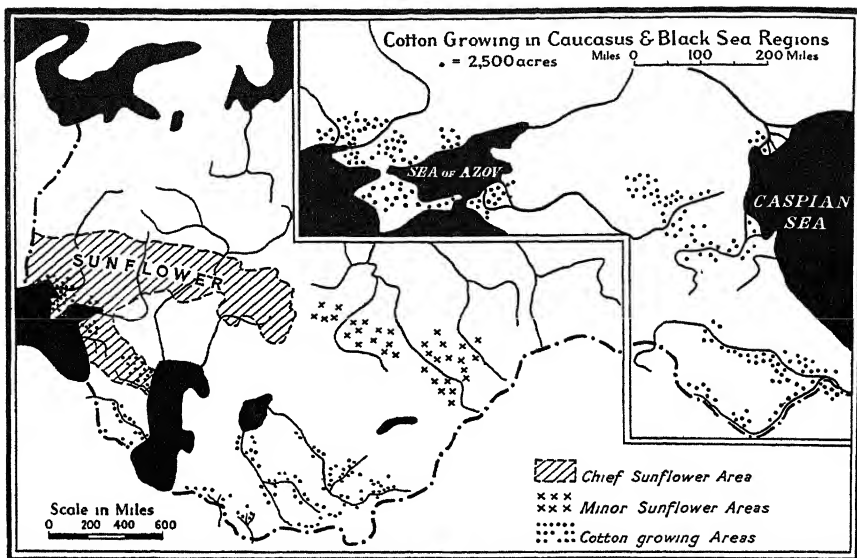 Cotton Growing in Caucasus & Black Sea Regions
• = 2,500 acres
Miles 0 100 200 Miles
SEA OF AZOV
CASPIAN
SEA
SUNFLOWER
Chief Sunflower Area
Minor Sunflower Areas
Cotton growing Areas
Scale in Miles
0 200 400 600